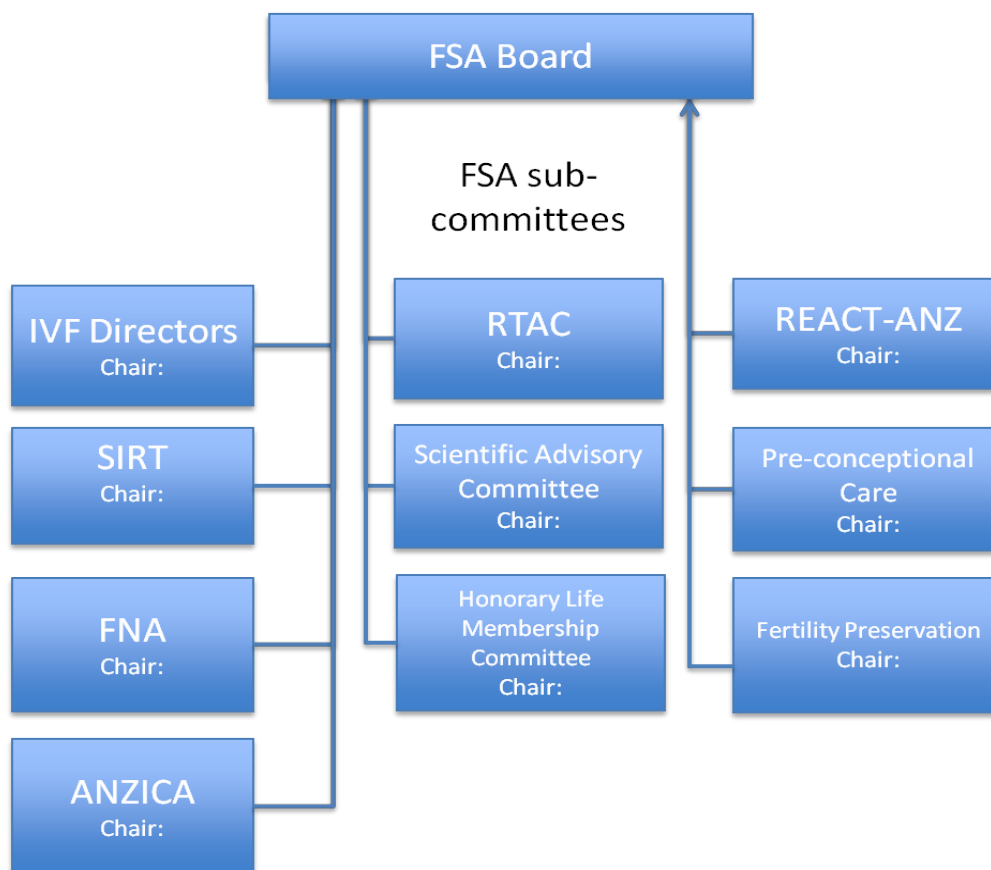 FSA Board
FSA sub-
committees
IVF Directors
Chair:
SIRT
Chair:
FNA
Chair:
ANZICA
Chair:
RTAC
Chair:
Scientific Advisory
Committee
Chair:
Honorary Life
Membership
Committee
Chair:
REACT-ANZ
Chair:
Pre-conceptional
Care
Chair:
Fertility Preservation
Chair: